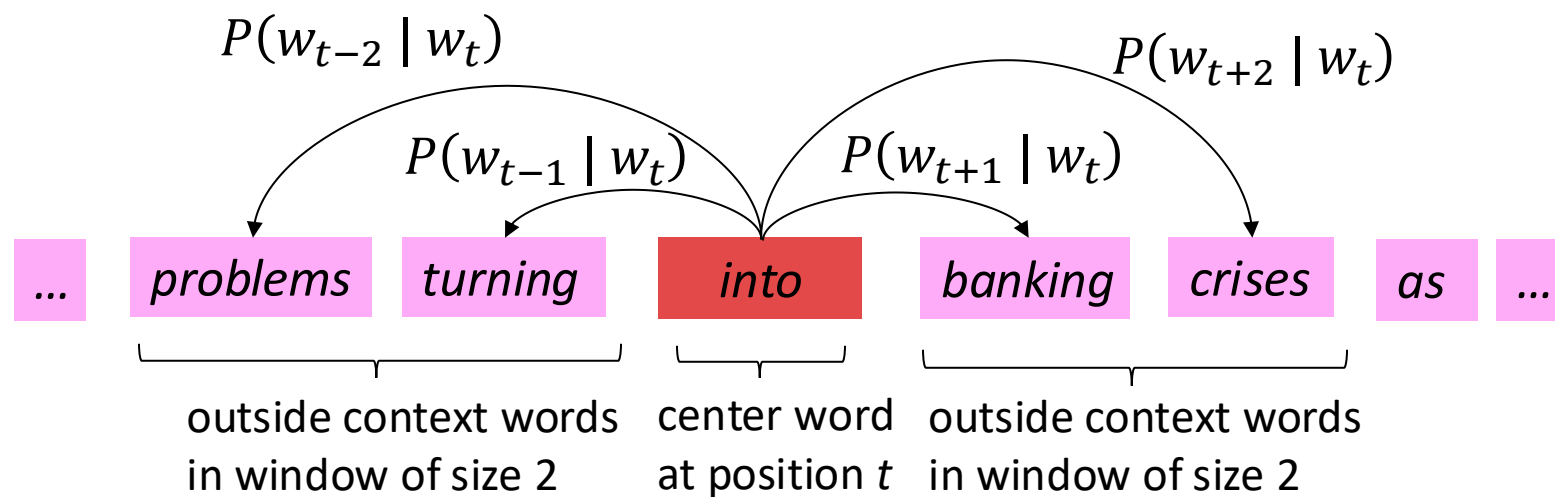 P(w_{t−2} | w_t)
P(w_{t+2} | w_t)
P(w_{t−1} | w_t)
P(w_{t+1} | w_t)
... problems turning into banking crises as ...
outside context words
in window of size 2
center word
at position t
outside context words
in window of size 2